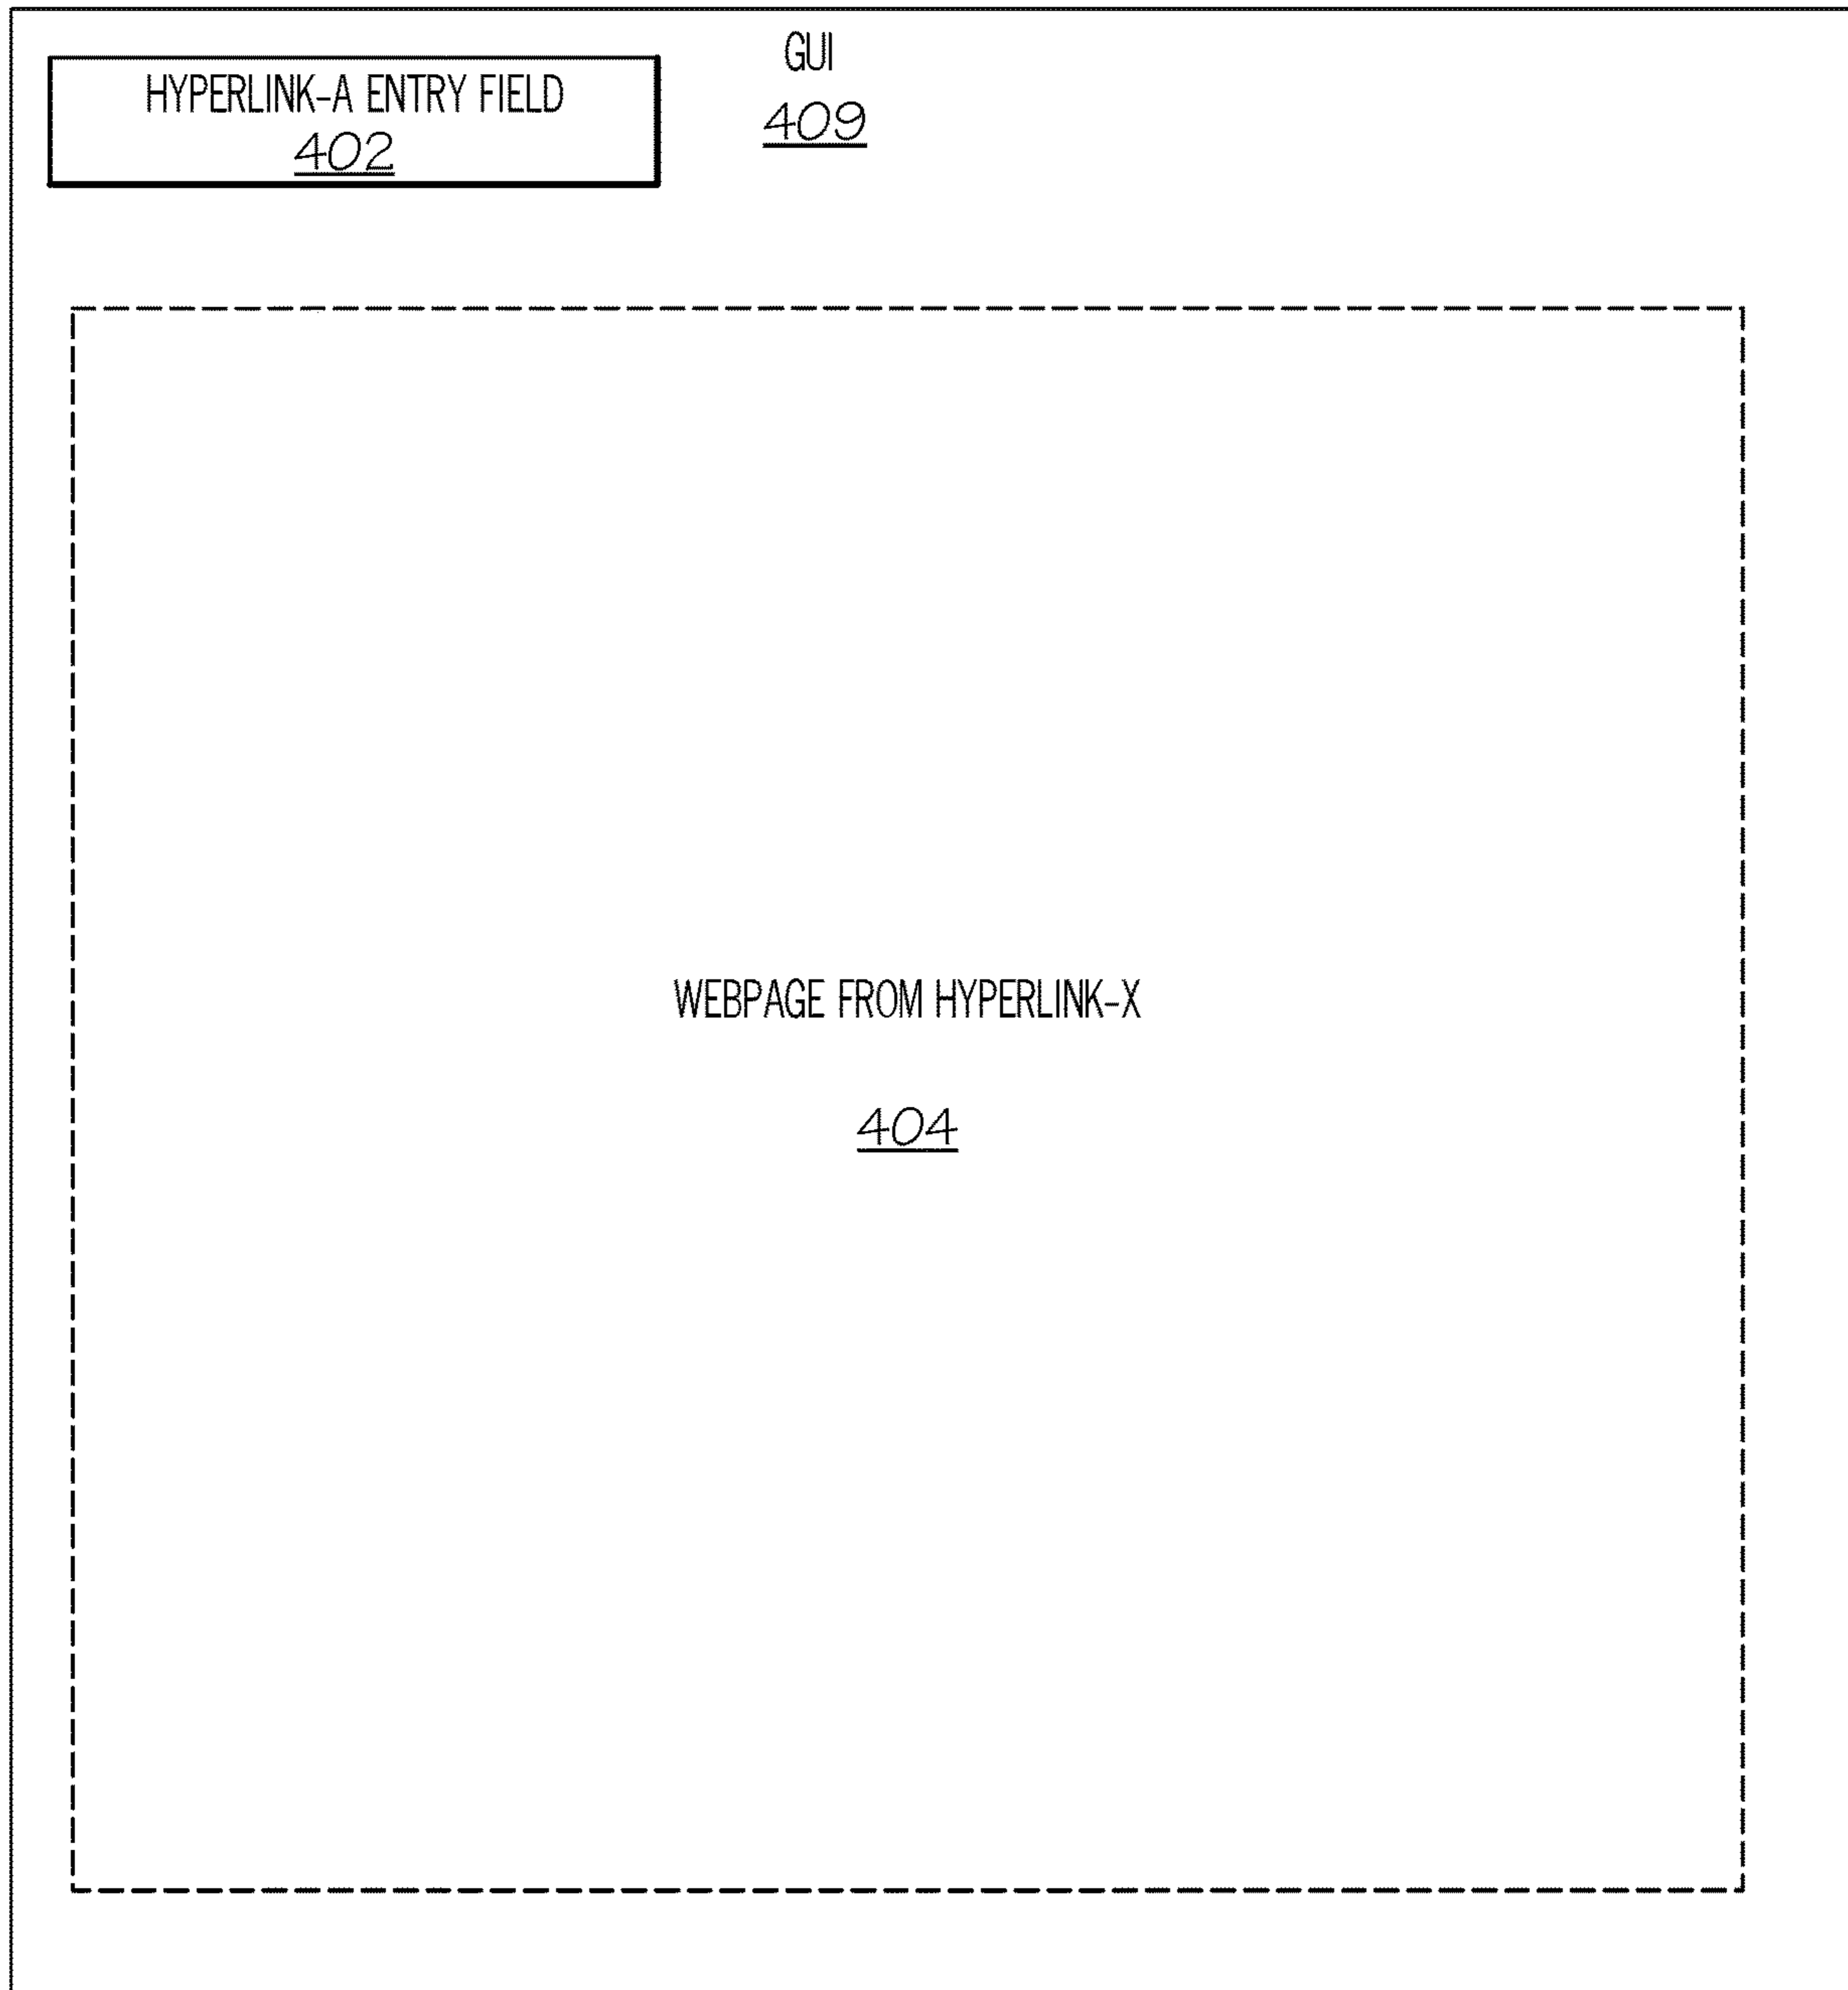 HYPERLINK-A ENTRY FIELD
402
GUI
409
WEBPAGE FROM HYPERLINK-X
404